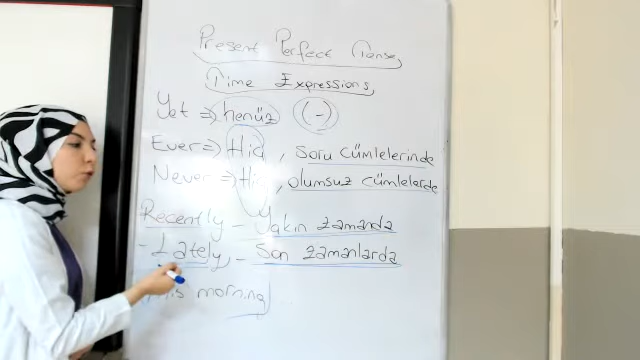 Present Perfect Tense
Time Expressions
Yet ⇒ henüz (-)
Ever ⇒ Hiç, soru cümlelerinde
Never ⇒ Hiç, olumsuz cümlelerde
Recently - Yakın zamanda
- Lately, - Son zamanlarda
morning